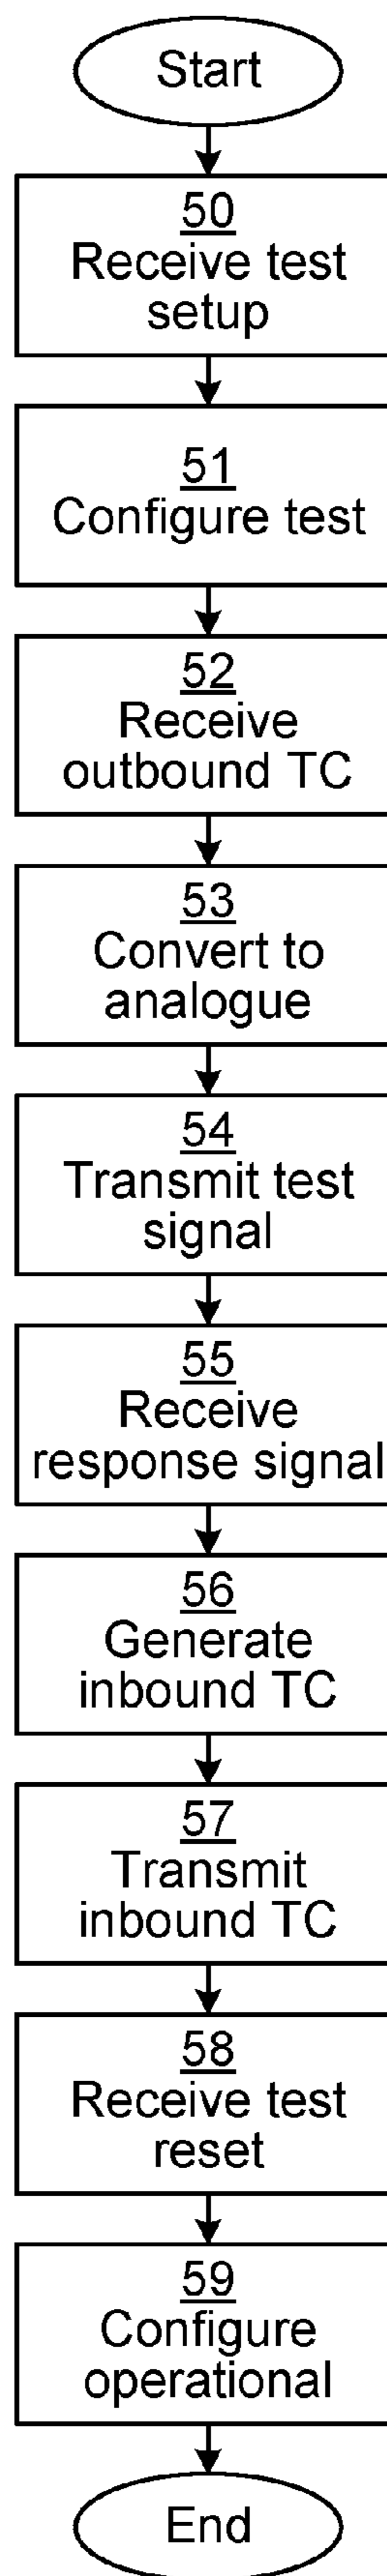 Start
50
Receive test
setup
51
Configure test
52
Receive
outbound TC
53
Convert to
analogue
54
Transmit test
signal
55
Receive
response signal
56
Generate
inbound TC
57
Transmit
inbound TC
58
Receive test
reset
59
Configure
operational
End